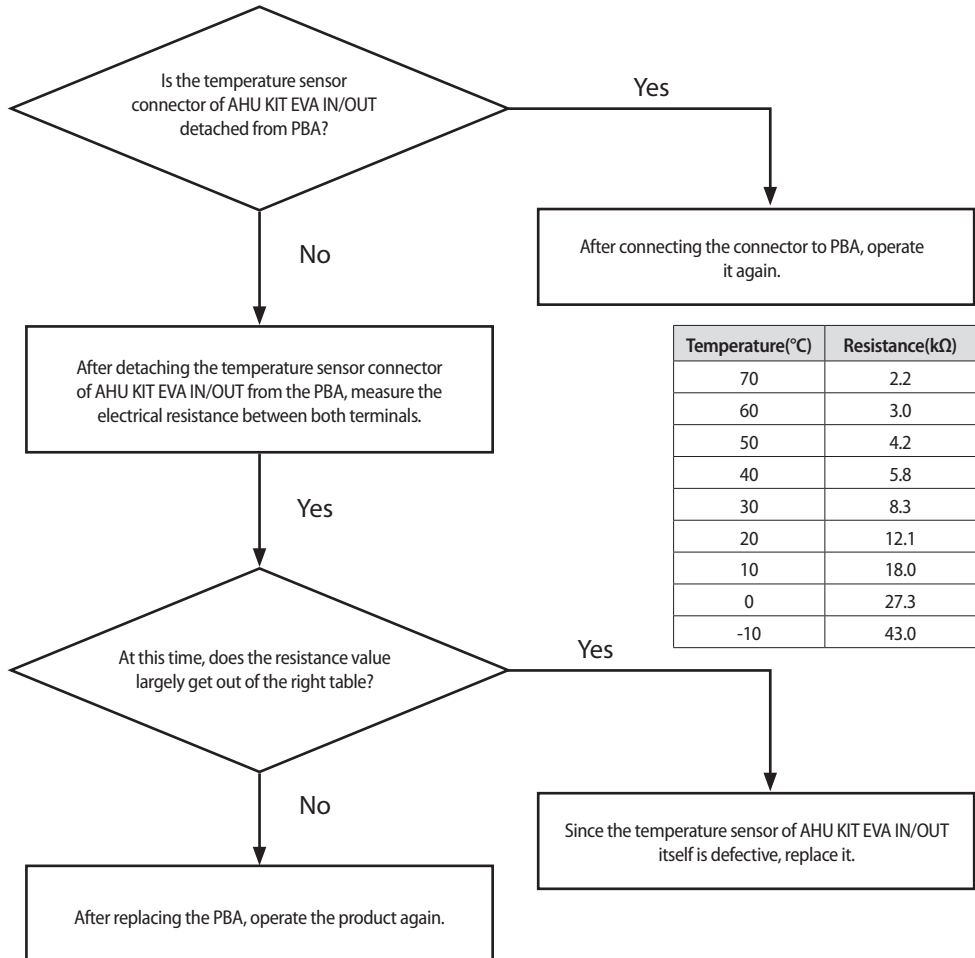 Is the temperature sensor
connector of AHU KIT EVA IN/OUT
detached from PBA?
Yes
No
After connecting the connector to PBA, operate
it again.
After detaching the temperature sensor connector
of AHU KIT EVA IN/OUT from the PBA, measure the
electrical resistance between both terminals.
Temperature(°C) Resistance(kΩ)
70 2.2
60 3.0
50 4.2
40 5.8
30 8.3
20 12.1
10 18.0
0 27.3
-10 43.0
Yes
At this time, does the resistance value
largely get out of the right table?
Yes
No
Since the temperature sensor of AHU KIT EVA IN/OUT
itself is defective, replace it.
After replacing the PBA, operate the product again.